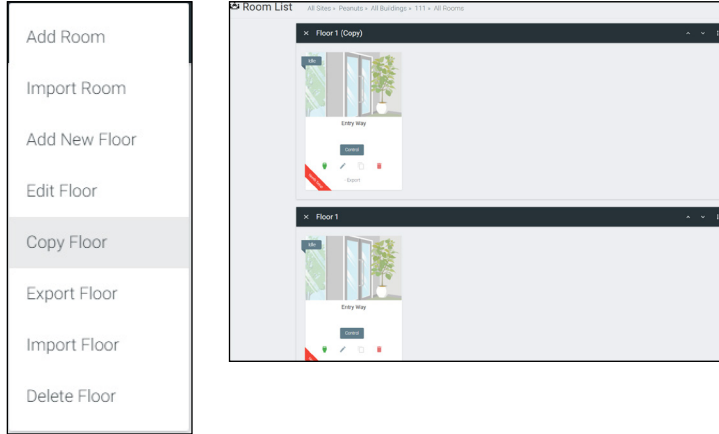 Add Room
Import Room
Add New Floor
Edit Floor
Copy Floor
Export Floor
Import Floor
Delete Floor
Room List
All Sites › Peanuts › All Buildings › 111 › All Rooms
Floor 1 (Copy)
Idle
Entry Way
Control
Export
Floor 1
Idle
Entry Way
Control